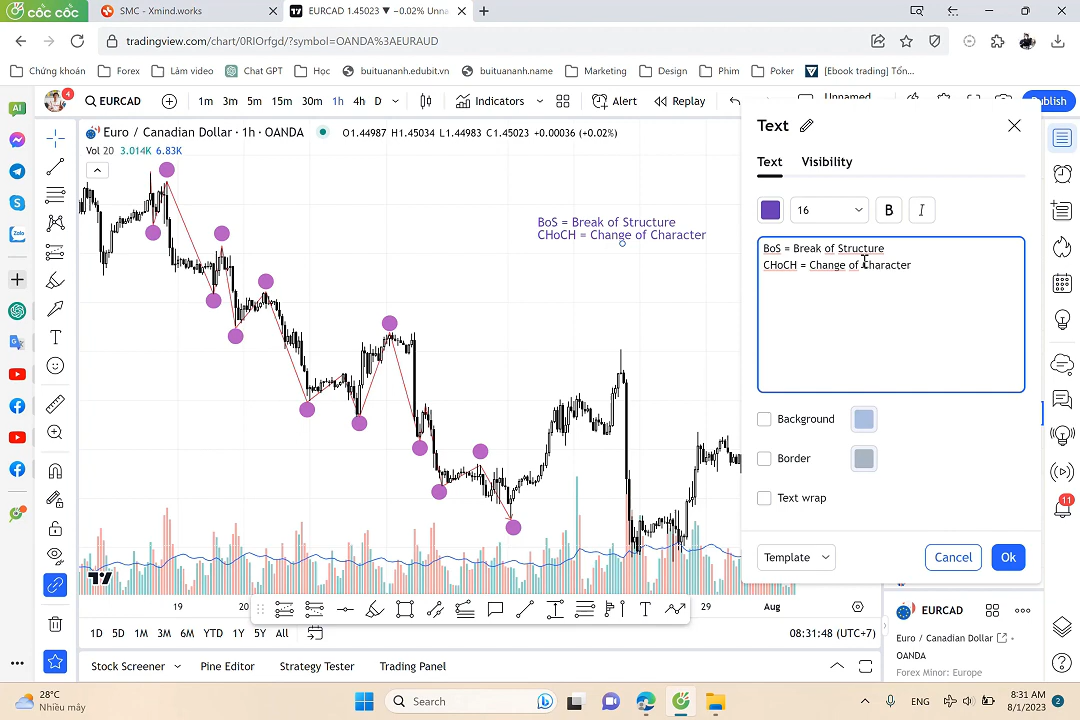 cốc cốc
SMC - Xmind.works
EURCAD 1.45023 ▼ −0.02% Unna
tradingview.com/chart/0RIOrfgd/?symbol=OANDA%3AEURAUD
Chứng khoán
Forex
Làm video
Chat GPT
Học
buituananh.edubit.vn
buituananh.name
Marketing
Design
Phim
Poker
[Ebook trading] Tổn...
AI
4
EURCAD
1m 3m 5m 15m 30m 1h 4h D
Indicators
Alert
Replay
Unnamed
Publish
Euro / Canadian Dollar · 1h · OANDA
O1.44987 H1.45034 L1.44983 C1.45023 +0.00036 (+0.02%)
Vol 20 3.014K 6.83K
BoS = Break of Structure
CHoCH = Change of Character
Text
Text
Visibility
16
B
I
BoS = Break of Structure
CHoCH = Change of Character
Background
Border
Text wrap
Template
Cancel
Ok
Zalo
11
19
20
29
Aug
1D 5D 1M 3M 6M YTD 1Y 5Y All
08:31:48 (UTC+7)
Stock Screener
Pine Editor
Strategy Tester
Trading Panel
EURCAD
Euro / Canadian Dollar
OANDA
Forex Minor: Europe
28°C
Nhiều mây
Search
ENG
8:31 AM
8/1/2023
2